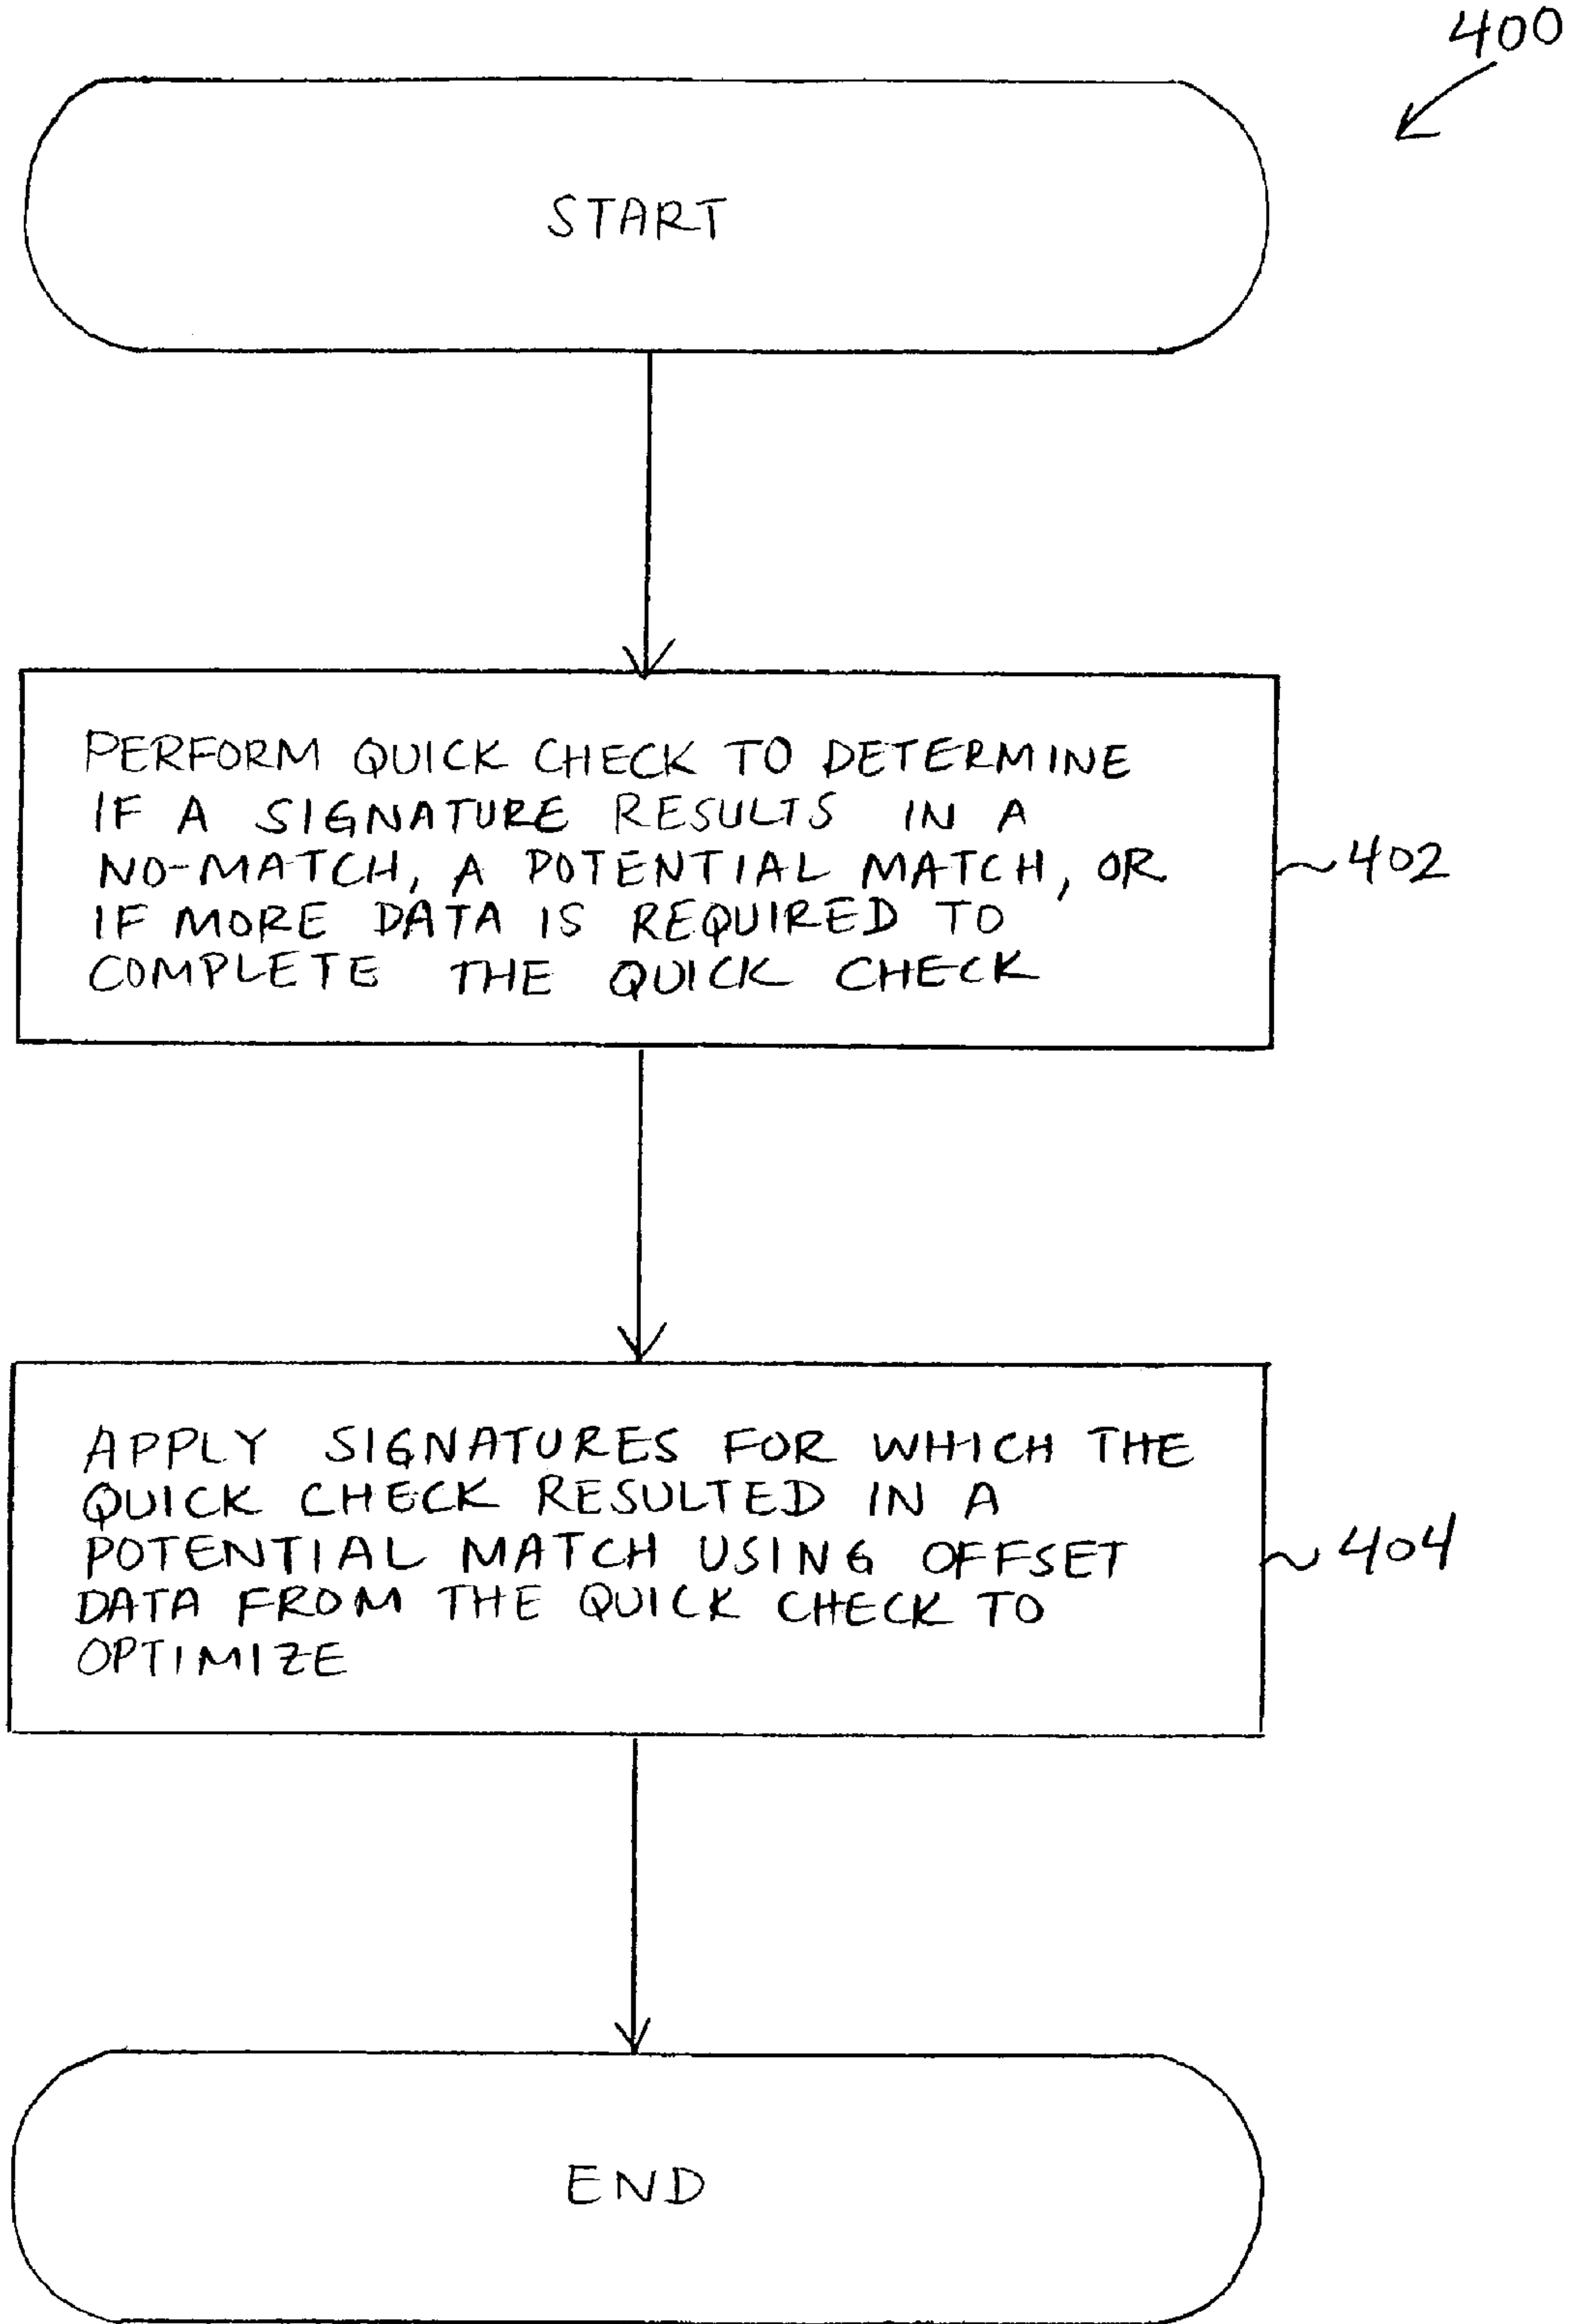 400
START
PERFORM QUICK CHECK TO DETERMINE
IF A SIGNATURE RESULTS IN A
NO-MATCH, A POTENTIAL MATCH, OR
IF MORE DATA IS REQUIRED TO
COMPLETE THE QUICK CHECK
402
APPLY SIGNATURES FOR WHICH THE
QUICK CHECK RESULTED IN A
POTENTIAL MATCH USING OFFSET
DATA FROM THE QUICK CHECK TO
OPTIMIZE
404
END